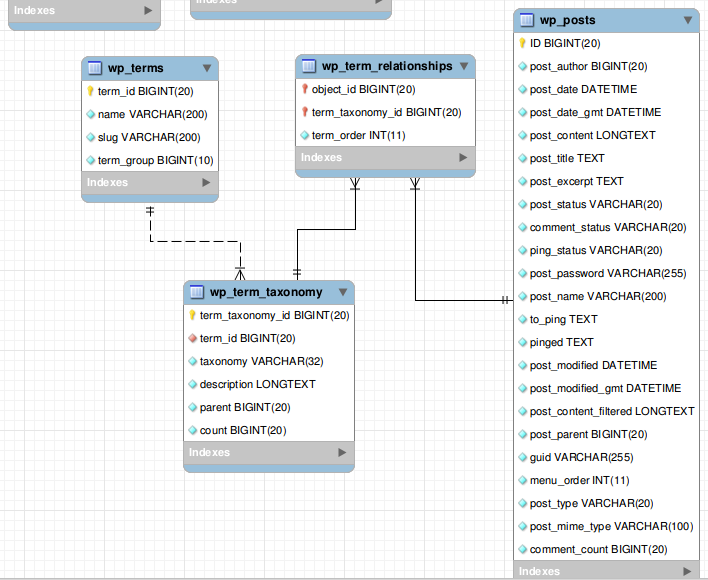 Indexes
Indexes
wp_terms
term_id BIGINT(20)
name VARCHAR(200)
slug VARCHAR(200)
term_group BIGINT(10)
Indexes
wp_term_relationships
object_id BIGINT(20)
term_taxonomy_id BIGINT(20)
term_order INT(11)
Indexes
wp_term_taxonomy
term_taxonomy_id BIGINT(20)
term_id BIGINT(20)
taxonomy VARCHAR(32)
description LONGTEXT
parent BIGINT(20)
count BIGINT(20)
Indexes
wp_posts
ID BIGINT(20)
post_author BIGINT(20)
post_date DATETIME
post_date_gmt DATETIME
post_content LONGTEXT
post_title TEXT
post_excerpt TEXT
post_status VARCHAR(20)
comment_status VARCHAR(20)
ping_status VARCHAR(20)
post_password VARCHAR(255)
post_name VARCHAR(200)
to_ping TEXT
pinged TEXT
post_modified DATETIME
post_modified_gmt DATETIME
post_content_filtered LONGTEXT
post_parent BIGINT(20)
guid VARCHAR(255)
menu_order INT(11)
post_type VARCHAR(20)
post_mime_type VARCHAR(100)
comment_count BIGINT(20)
Indexes